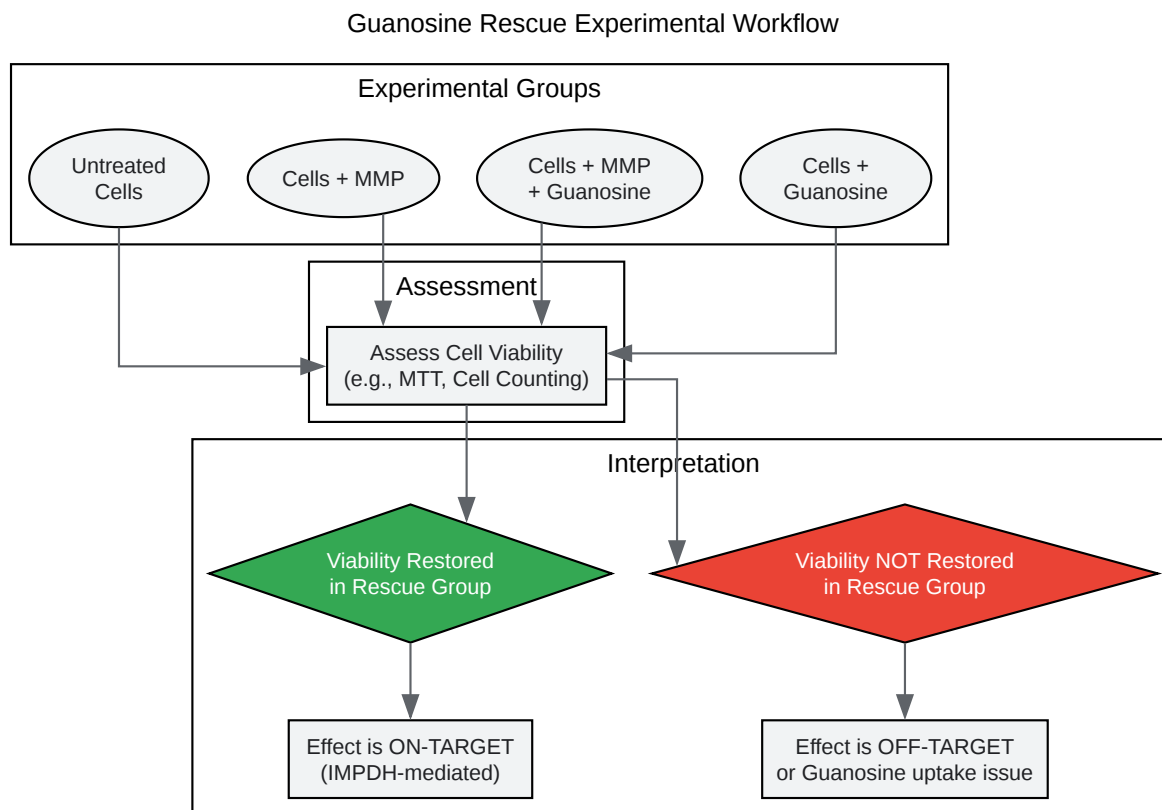 Guanosine Rescue Experimental Workflow
Experimental Groups
Untreated
Cells
Cells + MMP
Cells + MMP
+ Guanosine
Cells +
Guanosine
Assessment
Assess Cell Viability
(e.g., MTT, Cell Counting)
Interpretation
Viability Restored
in Rescue Group
Viability NOT Restored
in Rescue Group
Effect is ON-TARGET
(IMPDH-mediated)
Effect is OFF-TARGET
or Guanosine uptake issue